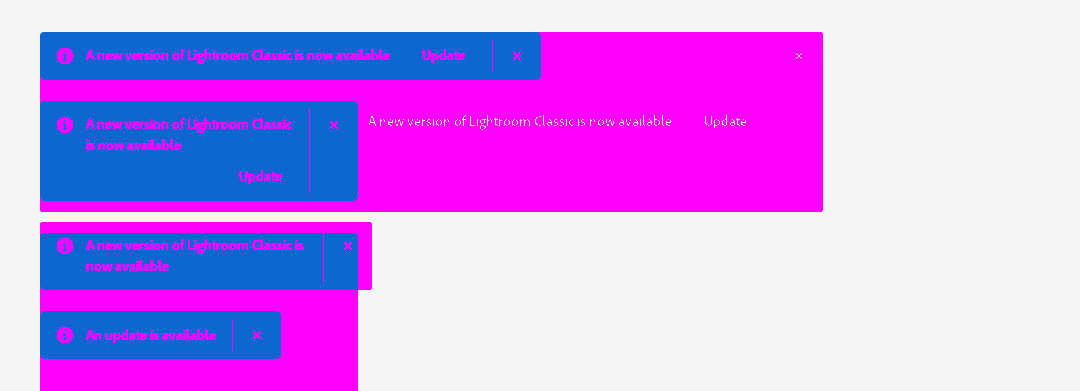 A new version of Lightroom Classic is now available Update
A new version of Lightroom Classic
is now available
Update
A new version of Lightroom Classic is now available Update
A new version of Lightroom Classic is
now available
An update is available